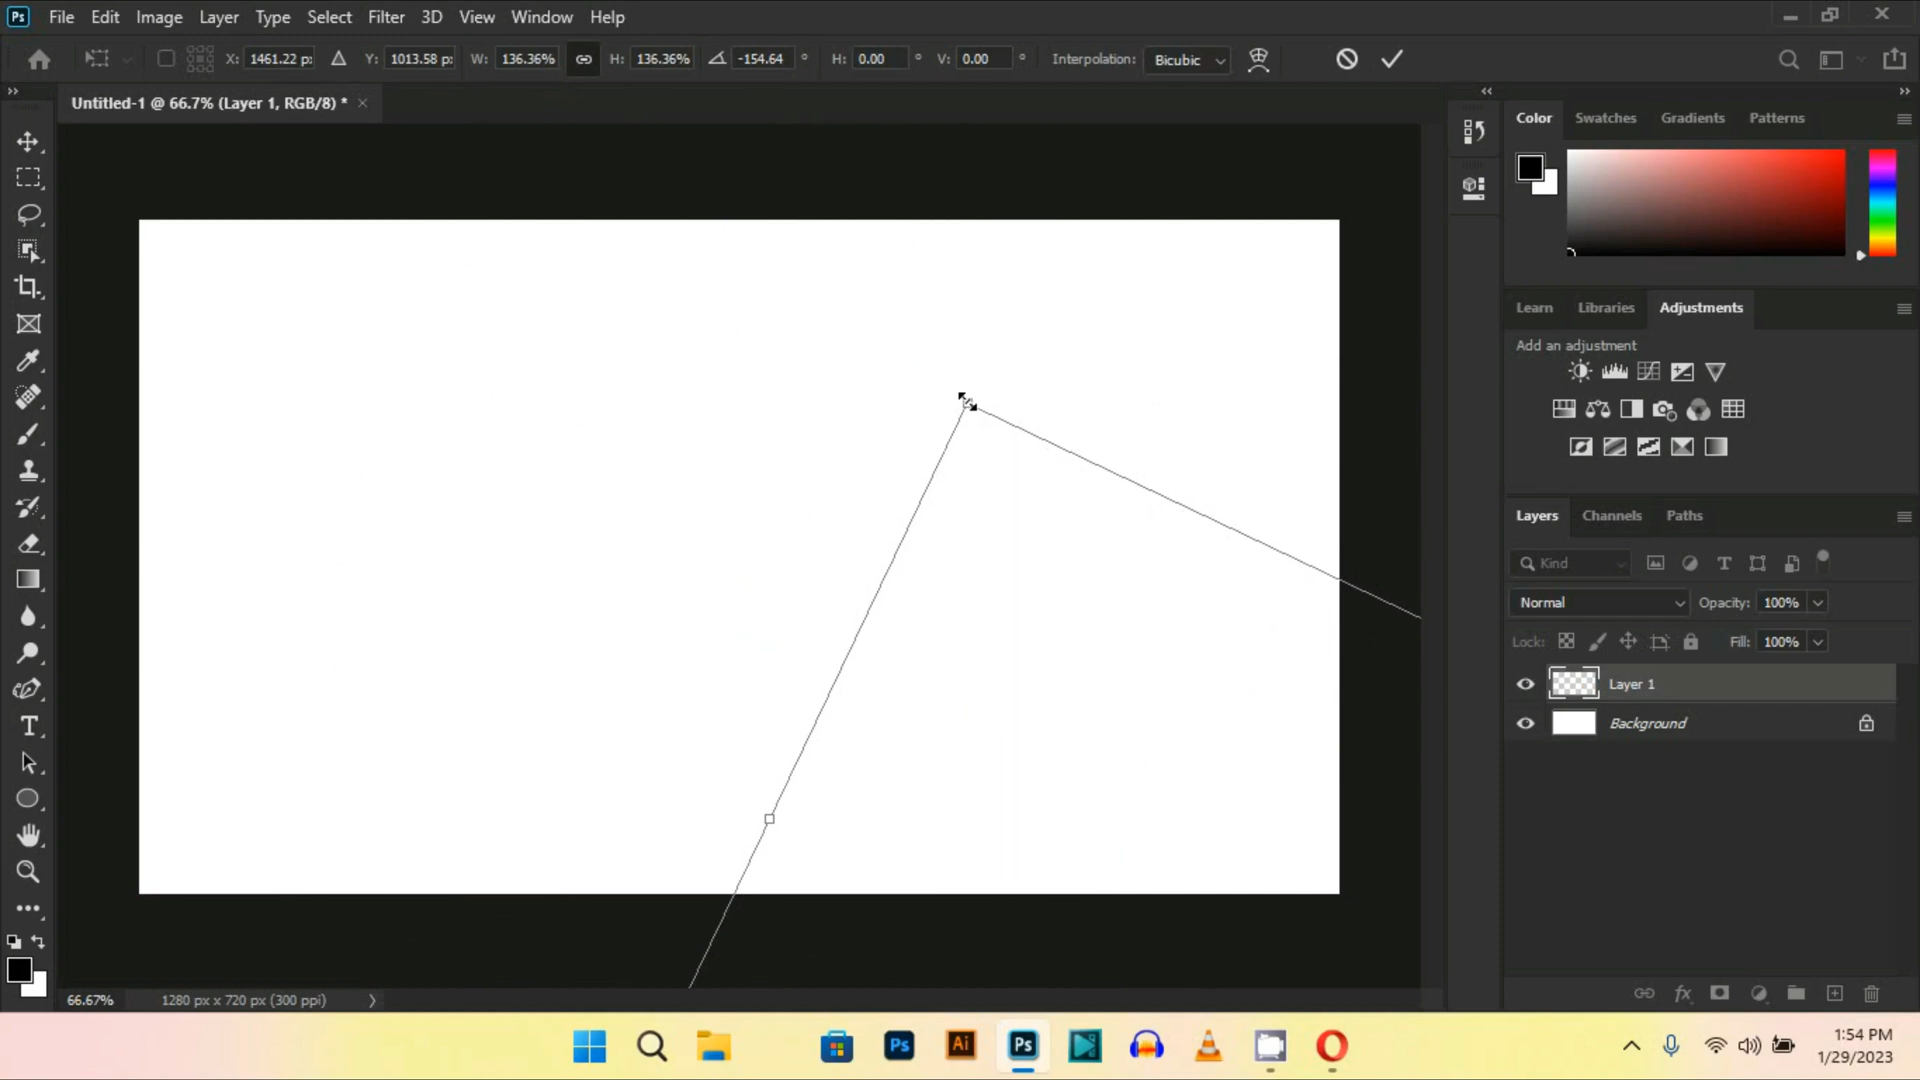 Ps File Edit Image Layer Type Select Filter 3D View Window Help
X: 1461.22 p: Y: 1013.58 p: W: 136.36% H: 136.36% -154.64 ° H: 0.00 ° V: 0.00 ° Interpolation: Bicubic
Untitled-1 @ 66.7% (Layer 1, RGB/8) *
Color Swatches Gradients Patterns
Learn Libraries Adjustments
Add an adjustment
Layers Channels Paths
Kind
Normal Opacity: 100%
Lock: Fill: 100%
Layer 1
Background
66.67% 1280 px x 720 px (300 ppi)
Ps Ai Ps
1:54 PM
1/29/2023